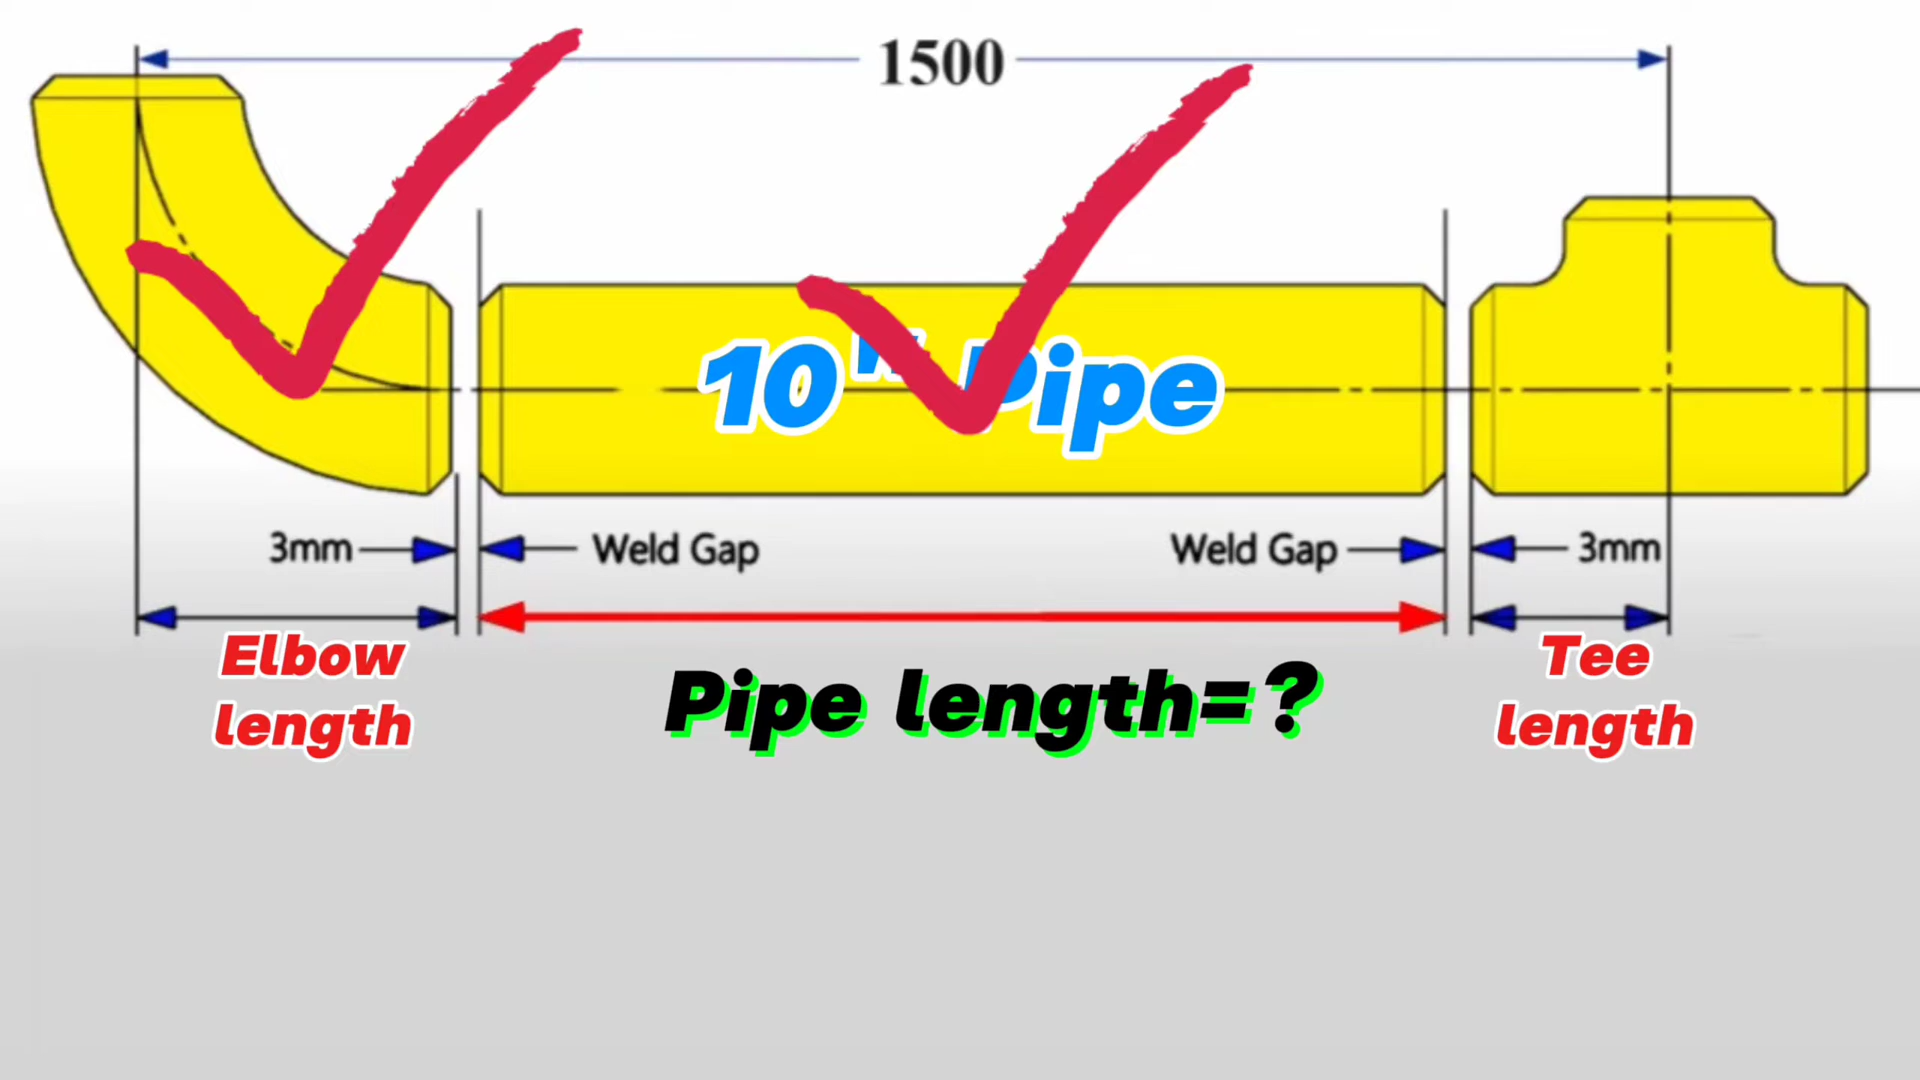 1500
10" Pipe
3mm
Weld Gap
Weld Gap
3mm
Elbow
length
Pipe length=?
Tee
length